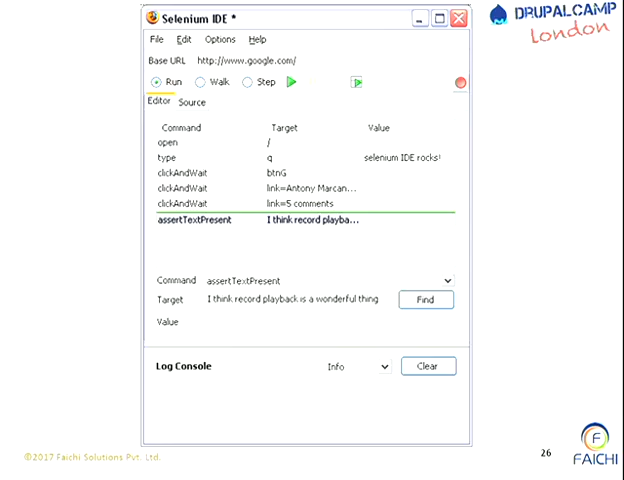 Selenium IDE *
DRUPALCAMP
London
File Edit Options Help
Base URL http://www.google.com/
Run Walk Step
Editor Source
Command Target Value
open /
type q selenium IDE rocks!
clickAndWait btnG
clickAndWait link=Antony Marcan...
clickAndWait link=5 comments
assertTextPresent I think record playba...
Command assertTextPresent
Target I think record playback is a wonderful thing Find
Value
Log Console Info Clear
©2017 Faichi Solutions Pvt. Ltd.
26
F
FAICHI